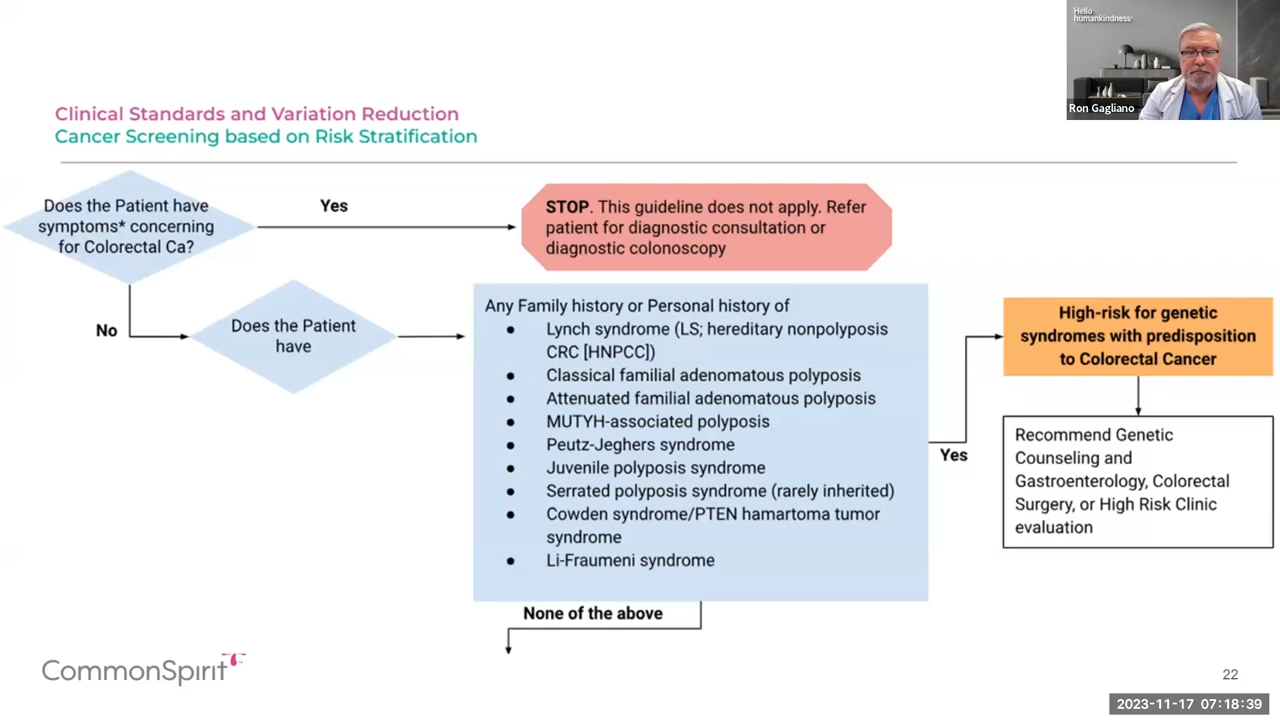 Hello
humankindness
Ron Gagliano
Clinical Standards and Variation Reduction
Cancer Screening based on Risk Stratification
Does the Patient have
symptoms* concerning
for Colorectal Ca?
Yes
STOP. This guideline does not apply. Refer
patient for diagnostic consultation or
diagnostic colonoscopy
No
Does the Patient
have
Any Family history or Personal history of
● Lynch syndrome (LS; hereditary nonpolyposis
CRC [HNPCC])
● Classical familial adenomatous polyposis
● Attenuated familial adenomatous polyposis
● MUTYH-associated polyposis
● Peutz-Jeghers syndrome
● Juvenile polyposis syndrome
● Serrated polyposis syndrome (rarely inherited)
● Cowden syndrome/PTEN hamartoma tumor
syndrome
● Li-Fraumeni syndrome
Yes
High-risk for genetic
syndromes with predisposition
to Colorectal Cancer
Recommend Genetic
Counseling and
Gastroenterology, Colorectal
Surgery, or High Risk Clinic
evaluation
None of the above
CommonSpirit
22
2023-11-17 07:18:39